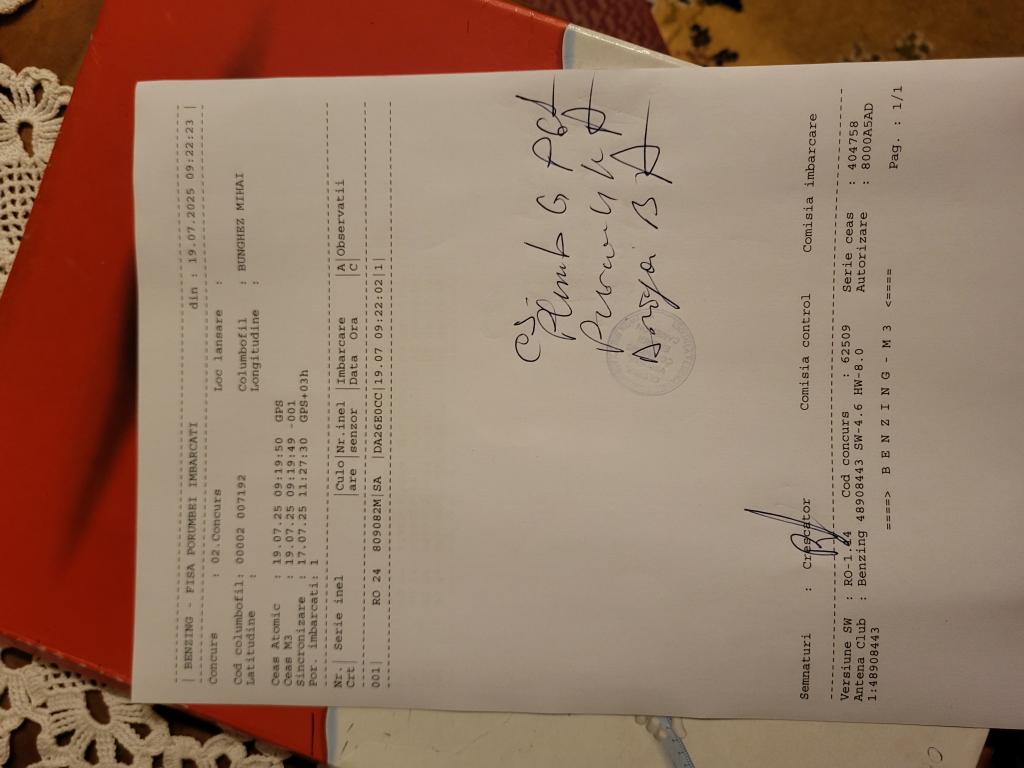 | BENZING - FISA PORUMBEI IMBARCATI din : 19.07.2025 09:22:23 |
Concurs : 02.Concurs Loc lansare :
Cod columbofil: 00002 007192 Columbofil : BUNGHEZ MIHAI
Latitudine : Longitudine :
Ceas Atomic : 19.07.25 09:19:50 GPS
Ceas M3 : 19.07.25 09:19:49 -001
Sincronizare : 17.07.25 11:27:30 GPS+03h
Por. imbarcati: 1
Nr. | Serie inel |Culo|Nr.inel |Imbarcare A|Observatii
Crt| |are |senzor |Data Ora C|
001| RO 24 809082M|SA |DA26E0CC|19.07 09:22:02|1|
Semnaturi : Crescator Comisia control Comisia imbarcare
Versiune SW : RO-1.24 Cod concurs : 62509 Serie ceas : 404758
Antena Club : Benzing 48908443 SW-4.6 HW-8.0 Autorizare : 8000A5AD
1:48908443
====> B E N Z I N G - M 3 <==== Pag. : 1/1